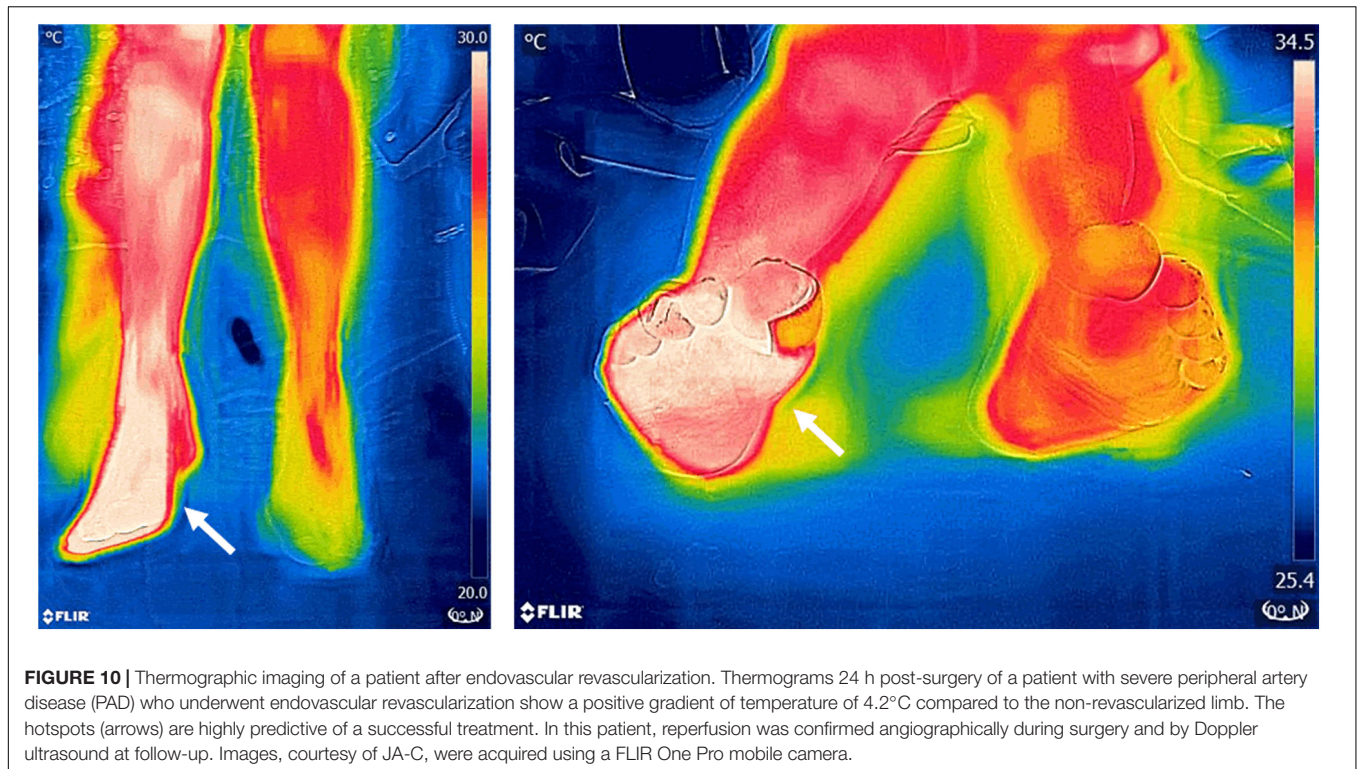 °C
30.0
20.0
FLIR
°C
34.5
25.4
FLIR
FIGURE 10 | Thermographic imaging of a patient after endovascular revascularization. Thermograms 24 h post-surgery of a patient with severe peripheral artery
disease (PAD) who underwent endovascular revascularization show a positive gradient of temperature of 4.2°C compared to the non-revascularized limb. The
hotspots (arrows) are highly predictive of a successful treatment. In this patient, reperfusion was confirmed angiographically during surgery and by Doppler
ultrasound at follow-up. Images, courtesy of JA-C, were acquired using a FLIR One Pro mobile camera.